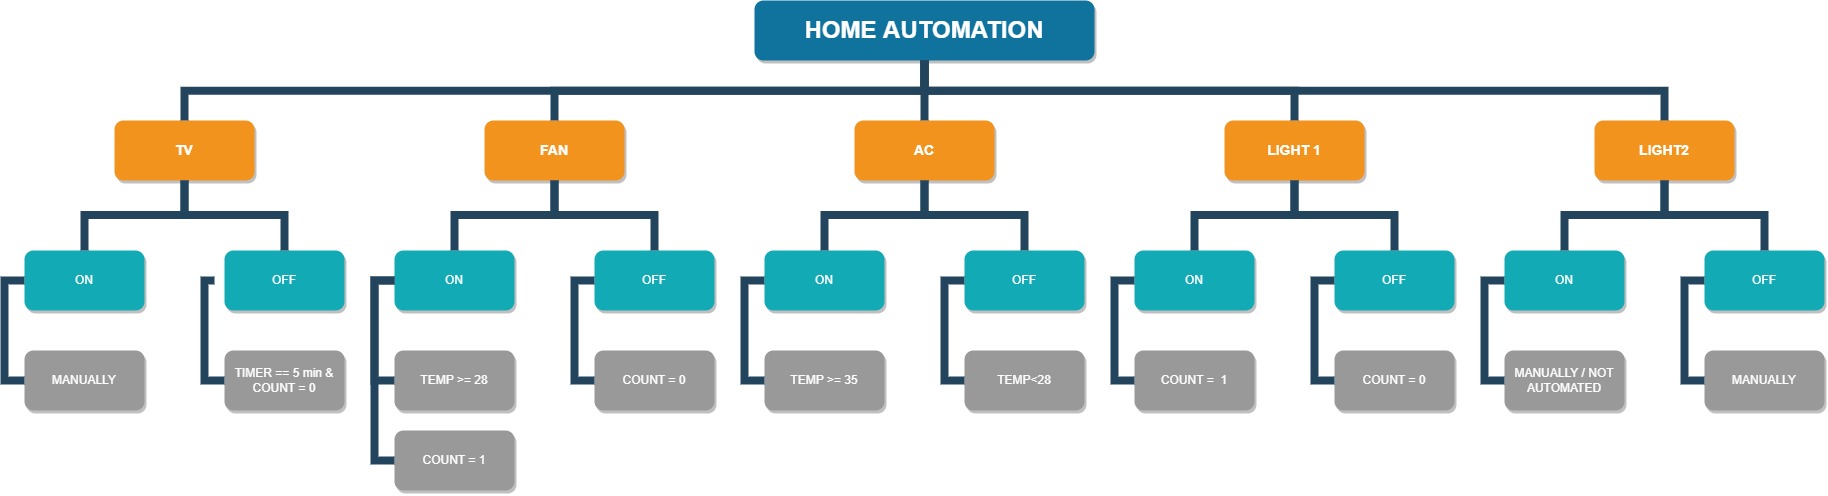 HOME AUTOMATION
TV
FAN
AC
LIGHT 1
LIGHT2
ON
OFF
ON
OFF
ON
OFF
ON
OFF
ON
OFF
MANUALLY
TIMER == 5 min &
COUNT = 0
TEMP >= 28
COUNT = 0
TEMP >= 35
TEMP<28
COUNT =  1
COUNT = 0
MANUALLY / NOT
AUTOMATED
MANUALLY
COUNT = 1